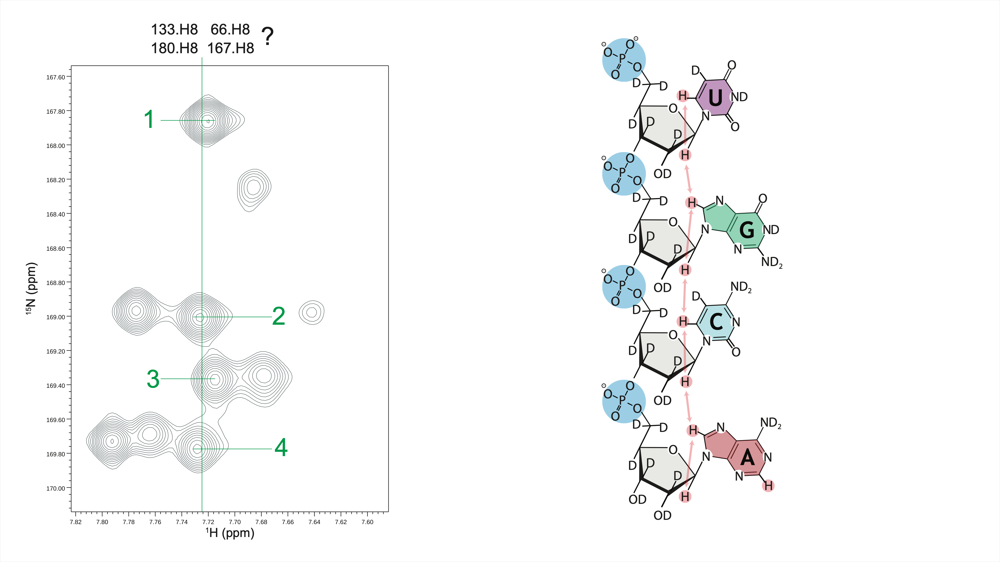 133.H8 66.H8 ?
180.H8 167.H8
167.60
167.80
168.00
168.20
168.40
168.60
168.80
169.00
169.20
169.40
169.60
169.80
170.00
¹⁵N (ppm)
1
2
3
4
7.82 7.80 7.78 7.76 7.74 7.72 7.70 7.68 7.66 7.64 7.62 7.60
¹H (ppm)
⊖ ⊖
O O
P
O O
D D
D O
H U ND
O N
D D O
D
H
OD
⊖ O
O P
O O
D D
H N O
O N G ND
D D N
D ND₂
H
OD
⊖ O
O P
O O
D D
D ND₂
H C N
O N
D D O
D
H
OD
⊖ O
O P
O O
D D
H N ND₂
O N A N
D D N
D H
OD H
OD